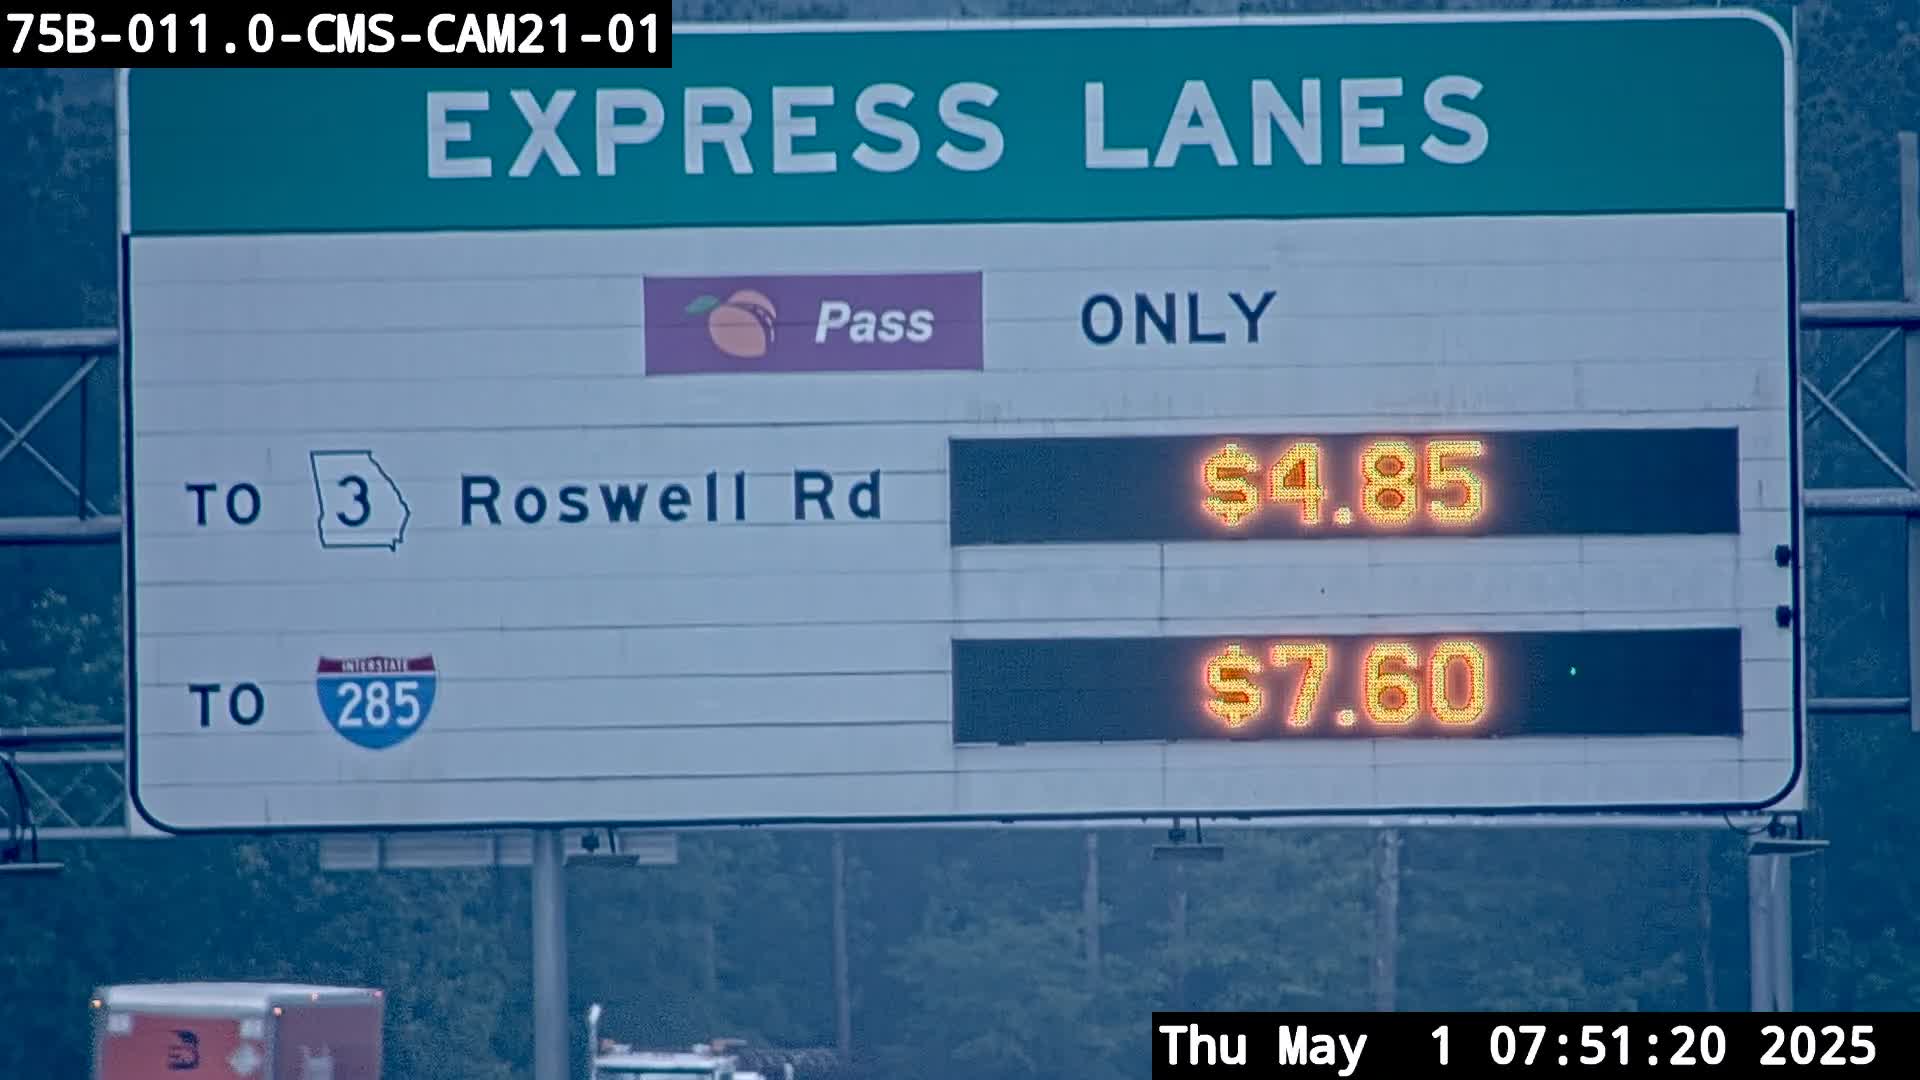 75B-011.0-CMS-CAM21-01
EXPRESS LANES
Pass ONLY
TO 3 Roswell Rd $4.85
TO INTERSTATE 285 $7.60
Thu May 1 07:51:20 2025